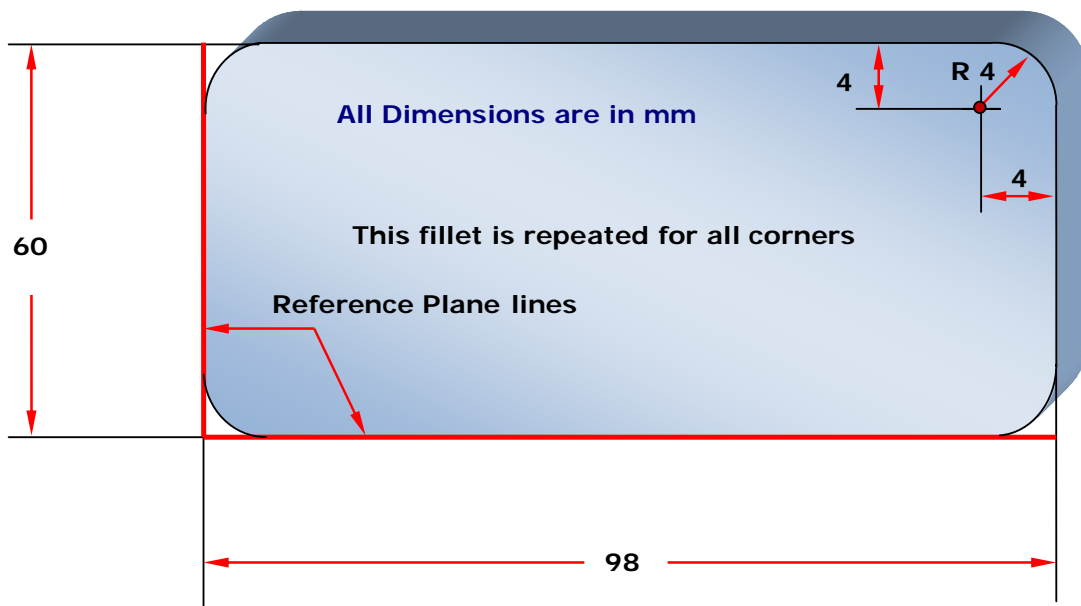 R 4
4
All Dimensions are in mm
4
This fillet is repeated for all corners
60
Reference Plane lines
98